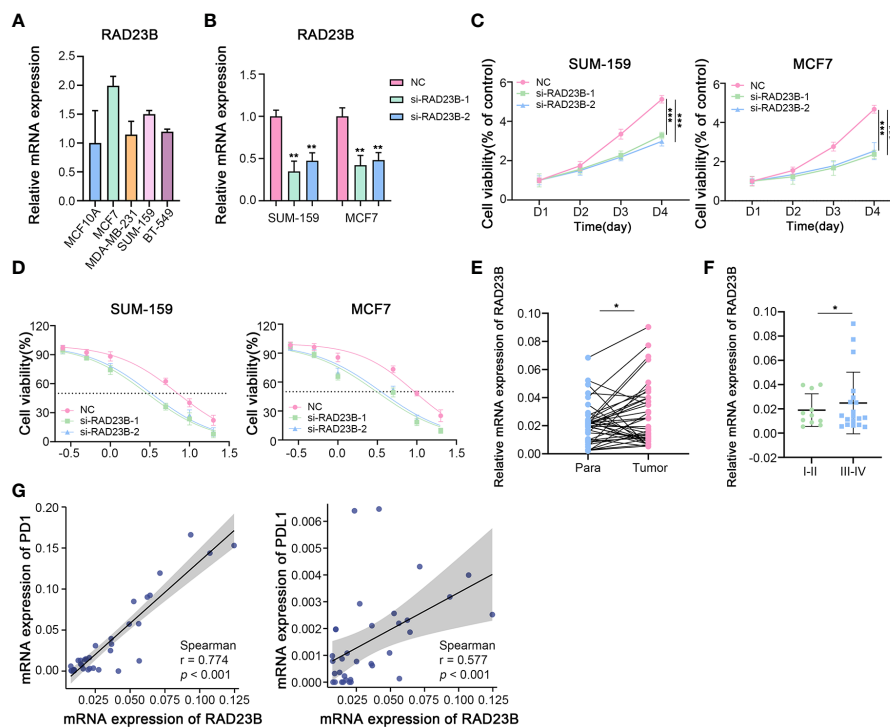 A
RAD23B
Relative mRNA expression
2.5
2.0
1.5
1.0
0.5
0.0
MCF10A
MCF7
MDA-MB-231
SUM-159
BT-549
B
RAD23B
Relative mRNA expression
1.5
1.0
0.5
0.0
** ** ** **
SUM-159 MCF7
NC
si-RAD23B-1
si-RAD23B-2
C
SUM-159
Cell viability(% of control)
6
5
4
3
2
1
0
NC
si-RAD23B-1
si-RAD23B-2
***
***
D1 D2 D3 D4
Time(day)
MCF7
Cell viability(% of control)
6
5
4
3
2
1
0
NC
si-RAD23B-1
si-RAD23B-2
***
D1 D2 D3 D4
Time(day)
D
SUM-159
Cell viability(%)
120
90
60
30
0
NC
si-RAD23B-1
si-RAD23B-2
-0.5 0.0 0.5 1.0 1.5
MCF7
Cell viability(%)
120
90
60
30
0
NC
si-RAD23B-1
si-RAD23B-2
-0.5 0.0 0.5 1.0 1.5
E
Relative mRNA expression of RAD23B
0.10
0.08
0.06
0.04
0.02
0.00
*
Para Tumor
F
Relative mRNA expression of RAD23B
0.10
0.08
0.06
0.04
0.02
0.00
-0.02
*
I-II III-IV
G
mRNA expression of PD1
0.20
0.15
0.10
0.05
0.00
Spearman
r = 0.774
p < 0.001
0.025 0.050 0.075 0.100 0.125
mRNA expression of RAD23B
mRNA expression of PDL1
0.006
0.005
0.004
0.003
0.002
0.001
0.000
Spearman
r = 0.577
p < 0.001
0.025 0.050 0.075 0.100 0.125
mRNA expression of RAD23B